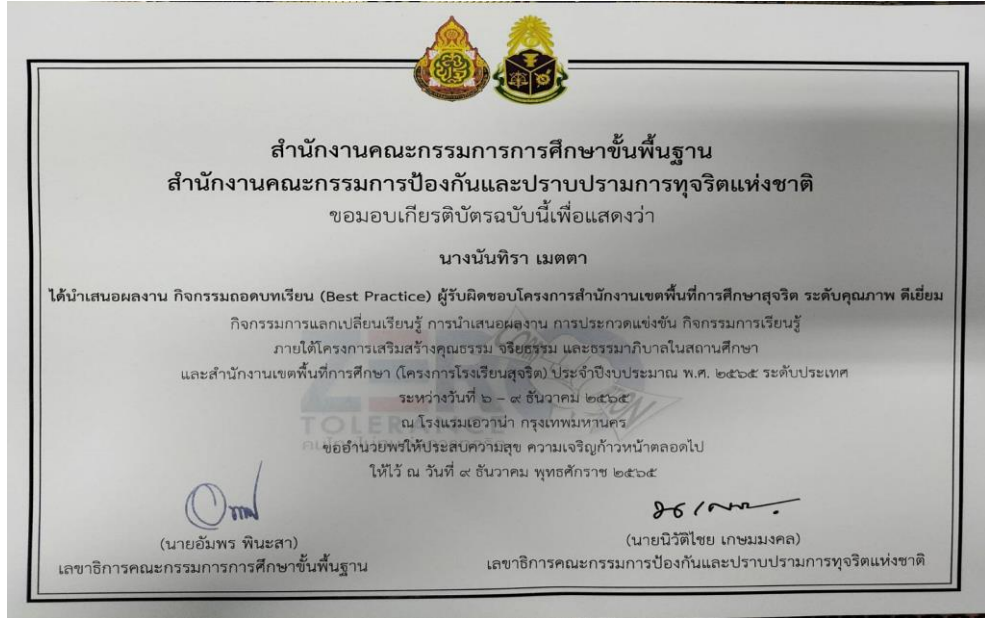 สำนักงานคณะกรรมการการศึกษาขั้นพื้นฐาน
สำนักงานคณะกรรมการป้องกันและปราบปรามการทุจริตแห่งชาติ
ขอมอบเกียรติบัตรฉบับนี้เพื่อแสดงว่า
นางนันทิรา เมตตา
ได้นำเสนอผลงาน กิจกรรมถอดบทเรียน (Best Practice) ผู้รับผิดชอบโครงการสำนักงานเขตพื้นที่การศึกษาสุจริต ระดับคุณภาพ ดีเยี่ยม
กิจกรรมการแลกเปลี่ยนเรียนรู้ การนำเสนอผลงาน การประกวดแข่งขัน กิจกรรมการเรียนรู้
ภายใต้โครงการเสริมสร้างคุณธรรม จริยธรรม และธรรมาภิบาลในสถานศึกษา
และสำนักงานเขตพื้นที่การศึกษา (โครงการโรงเรียนสุจริต) ประจำปีงบประมาณ พ.ศ. ๒๕๖๕ ระดับประเทศ
ระหว่างวันที่ ๖ – ๙ ธันวาคม ๒๕๖๕
ณ โรงแรมเอวาน่า กรุงเทพมหานคร
ขออำนวยพรให้ประสบความสุข ความเจริญก้าวหน้าตลอดไป
ให้ไว้ ณ วันที่ ๙ ธันวาคม พุทธศักราช ๒๕๖๕
ZERO
TOLERANCE
(นายอัมพร พินะสา)
เลขาธิการคณะกรรมการการศึกษาขั้นพื้นฐาน
(นายนิวัติไชย เกษมมงคล)
เลขาธิการคณะกรรมการป้องกันและปราบปรามการทุจริตแห่งชาติ